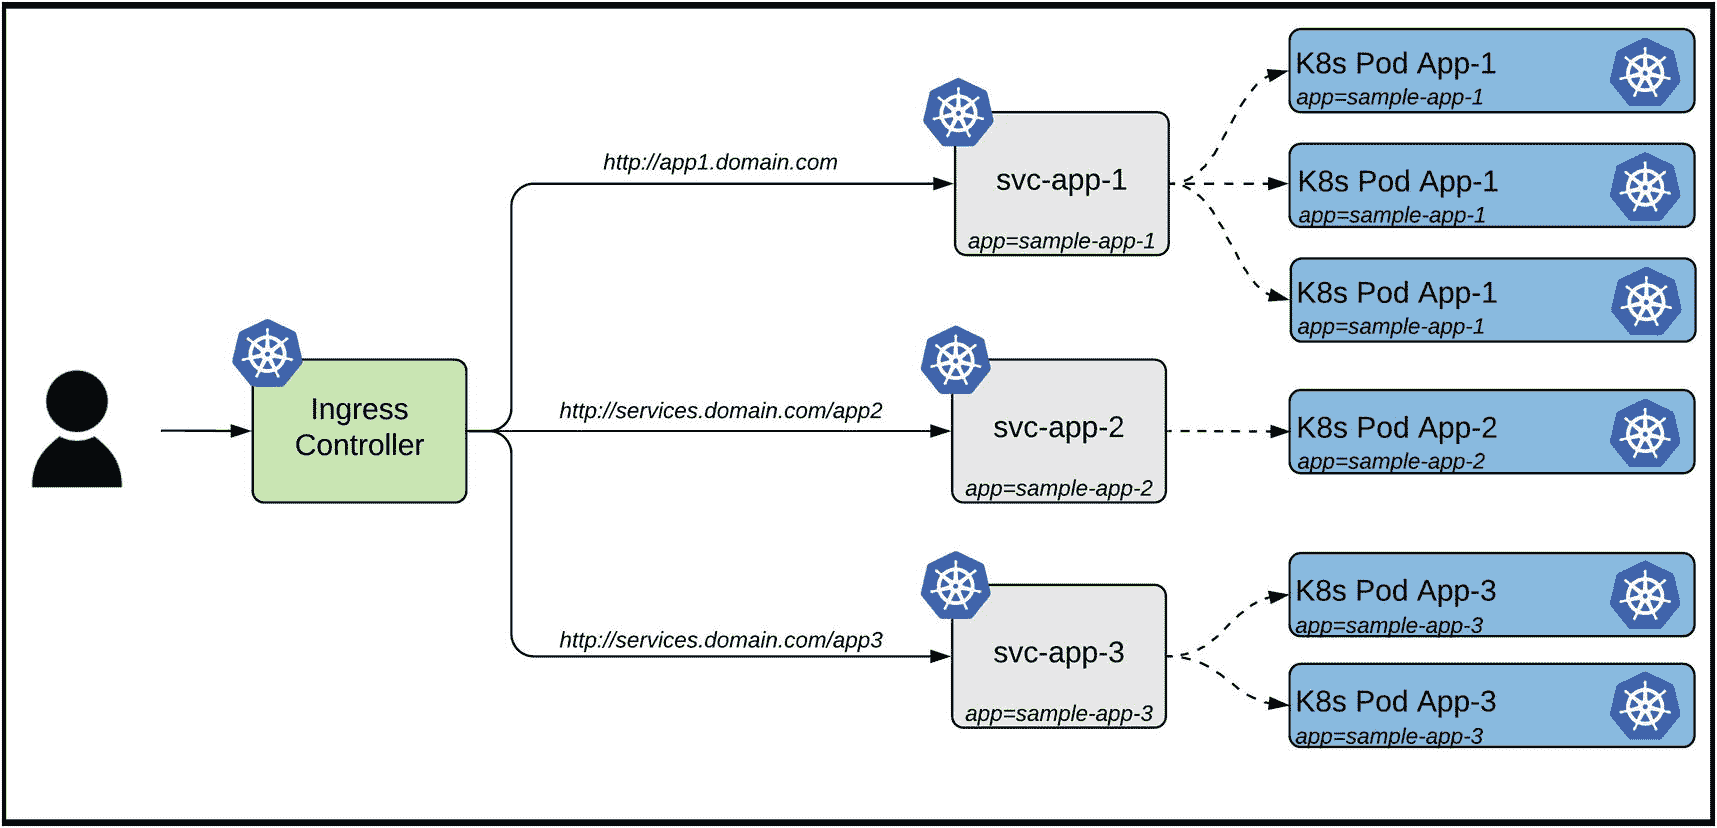 Ingress
Controller
http://app1.domain.com
svc-app-1
app=sample-app-1
K8s Pod App-1
app=sample-app-1
K8s Pod App-1
app=sample-app-1
K8s Pod App-1
app=sample-app-1
http://services.domain.com/app2
svc-app-2
app=sample-app-2
K8s Pod App-2
app=sample-app-2
http://services.domain.com/app3
svc-app-3
app=sample-app-3
K8s Pod App-3
app=sample-app-3
K8s Pod App-3
app=sample-app-3